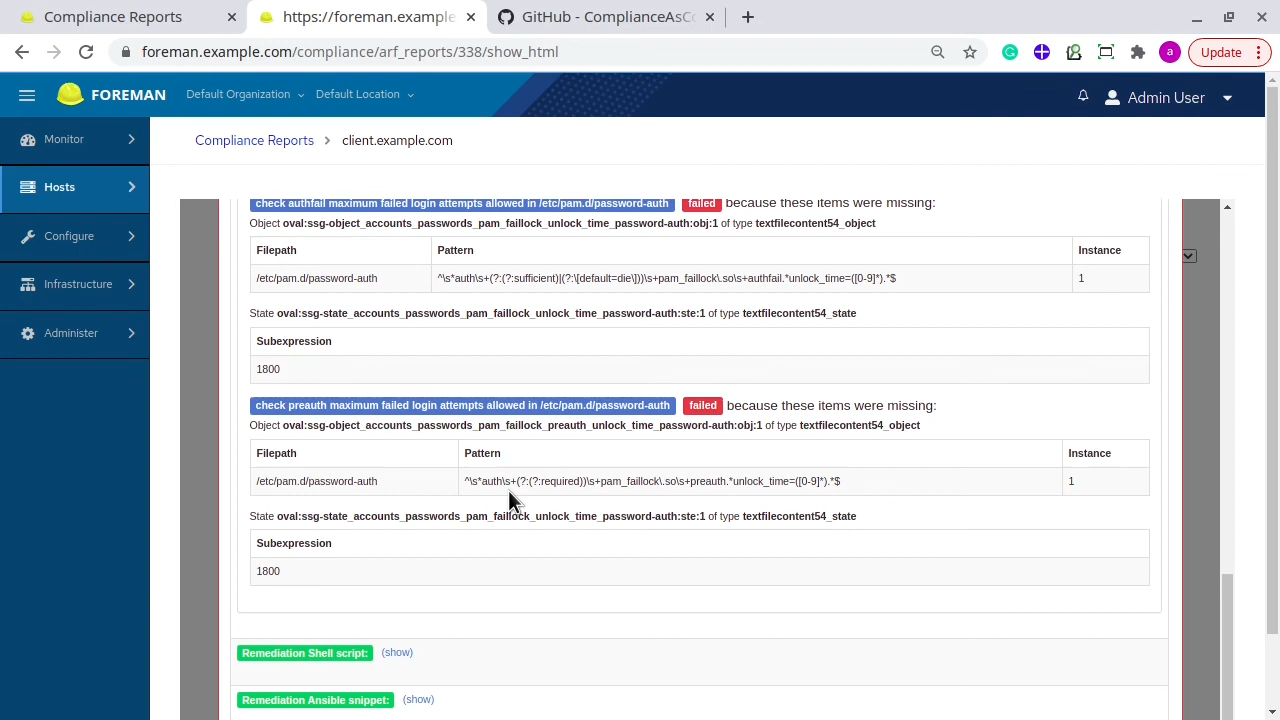 Compliance Reports
https://foreman.example
GitHub - ComplianceAsCo
foreman.example.com/compliance/arf_reports/338/show_html
a
Update
FOREMAN
Default Organization
Default Location
Admin User
Monitor
Hosts
Configure
Infrastructure
Administer
Compliance Reports > client.example.com
check authfail maximum failed login attempts allowed in /etc/pam.d/password-auth failed because these items were missing:
Object oval:ssg-object_accounts_passwords_pam_faillock_unlock_time_password-auth:obj:1 of type textfilecontent54_object
Filepath Pattern Instance
/etc/pam.d/password-auth ^\s*auth\s+(?:(?:sufficient)|(?:\[default=die\]))\s+pam_faillock\.so\s+authfail.*unlock_time=([0-9]*).*$ 1
State oval:ssg-state_accounts_passwords_pam_faillock_unlock_time_password-auth:ste:1 of type textfilecontent54_state
Subexpression
1800
check preauth maximum failed login attempts allowed in /etc/pam.d/password-auth failed because these items were missing:
Object oval:ssg-object_accounts_passwords_pam_faillock_preauth_unlock_time_password-auth:obj:1 of type textfilecontent54_object
Filepath Pattern Instance
/etc/pam.d/password-auth ^\s*auth\s+(?:(?:required))\s+pam_faillock\.so\s+preauth.*unlock_time=([0-9]*).*$ 1
State oval:ssg-state_accounts_passwords_pam_faillock_unlock_time_password-auth:ste:1 of type textfilecontent54_state
Subexpression
1800
Remediation Shell script: (show)
Remediation Ansible snippet: (show)